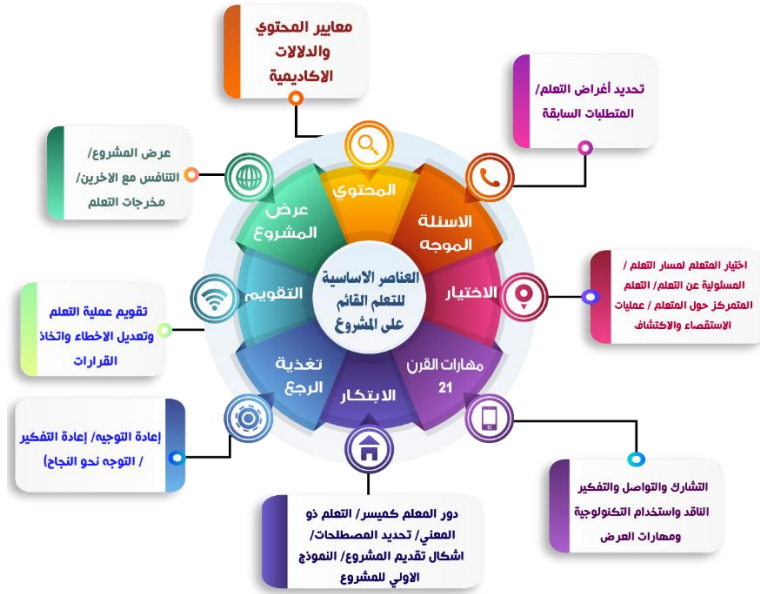 معايير المحتوي
والدلالات
الاكاديمية
تحديد أغراض التعلم/
المتطلبات السابقة
اختيار المتعلم لمسار التعلم /
المسئولية عن التعلم/ التعلم
المتمركز حول المتعلم / عمليات
الاستقصاء والاكتشاف
التشارك والتواصل والتفكير
الناقد واستخدام التكنولوجية
ومهارات العرض
دور المعلم كميسر/ التعلم ذو
المعني/ تحديد المصطلحات/
اشكال تقديم المشروع/ النموذج
الاولي للمشروع
إعادة التوجيه/ إعادة التفكير
/ التوجه نحو النجاح)
تقويم عملية التعلم
وتعديل الاخطاء واتخاذ
القرارات
عرض المشروع/
التنافس مع الاخرين/
مخرجات التعلم
المحتوي
الاسئلة
الموجه
الاختيار
مهارات القرن
21
الابتكار
تغذية
الرجع
التقويم
عرض
المشروع
العناصر الاساسية
للتعلم القائم
على المشروع